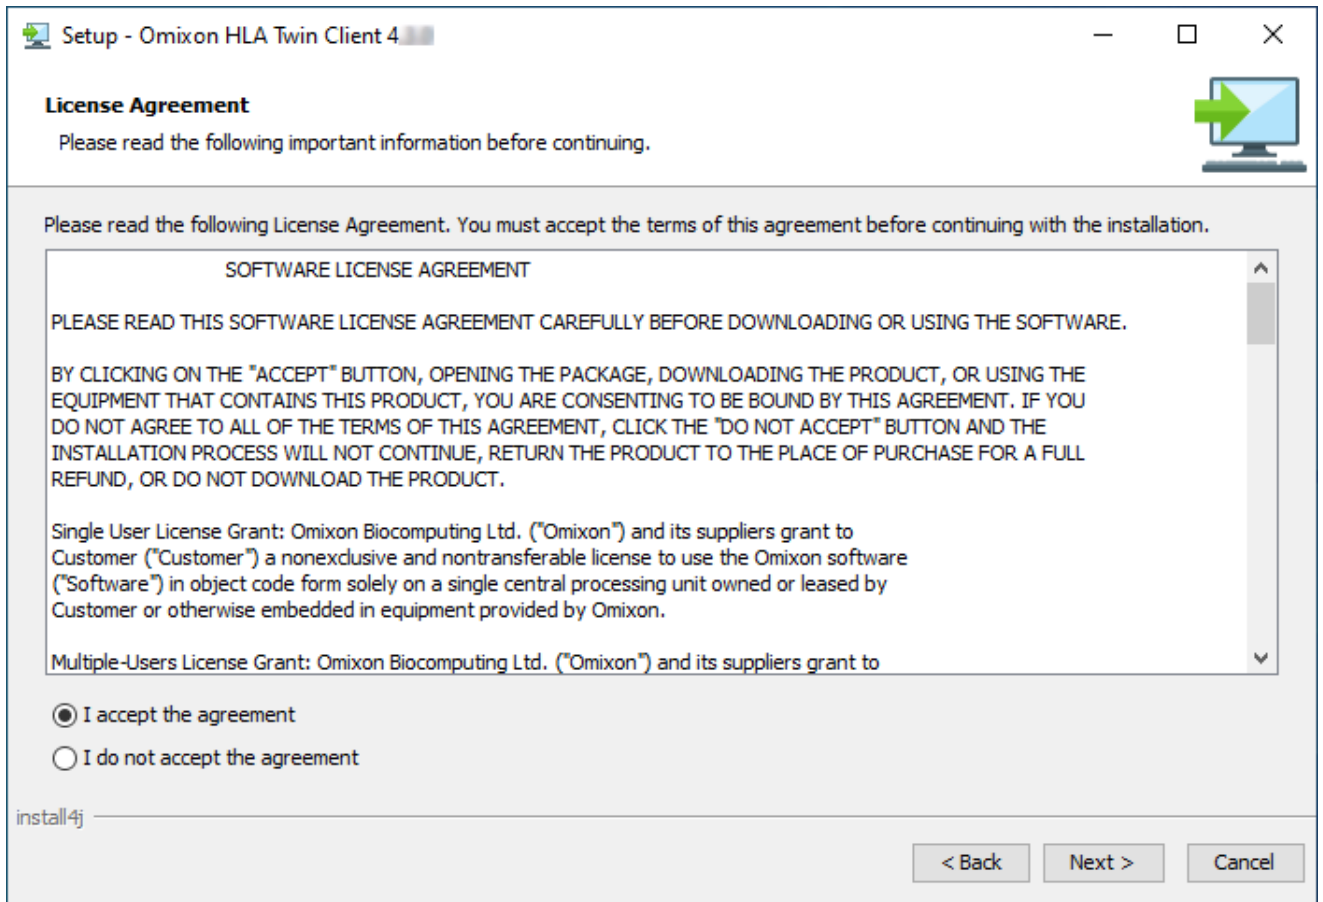 Setup - Omixon HLA Twin Client 4
License Agreement
Please read the following important information before continuing.
Please read the following License Agreement. You must accept the terms of this agreement before continuing with the installation.
SOFTWARE LICENSE AGREEMENT
PLEASE READ THIS SOFTWARE LICENSE AGREEMENT CAREFULLY BEFORE DOWNLOADING OR USING THE SOFTWARE.
BY CLICKING ON THE "ACCEPT" BUTTON, OPENING THE PACKAGE, DOWNLOADING THE PRODUCT, OR USING THE
EQUIPMENT THAT CONTAINS THIS PRODUCT, YOU ARE CONSENTING TO BE BOUND BY THIS AGREEMENT. IF YOU
DO NOT AGREE TO ALL OF THE TERMS OF THIS AGREEMENT, CLICK THE "DO NOT ACCEPT" BUTTON AND THE
INSTALLATION PROCESS WILL NOT CONTINUE, RETURN THE PRODUCT TO THE PLACE OF PURCHASE FOR A FULL
REFUND, OR DO NOT DOWNLOAD THE PRODUCT.
Single User License Grant: Omixon Biocomputing Ltd. ("Omixon") and its suppliers grant to
Customer ("Customer") a nonexclusive and nontransferable license to use the Omixon software
("Software") in object code form solely on a single central processing unit owned or leased by
Customer or otherwise embedded in equipment provided by Omixon.
Multiple-Users License Grant: Omixon Biocomputing Ltd. ("Omixon") and its suppliers grant to
I accept the agreement
I do not accept the agreement
install4j
< Back
Next >
Cancel